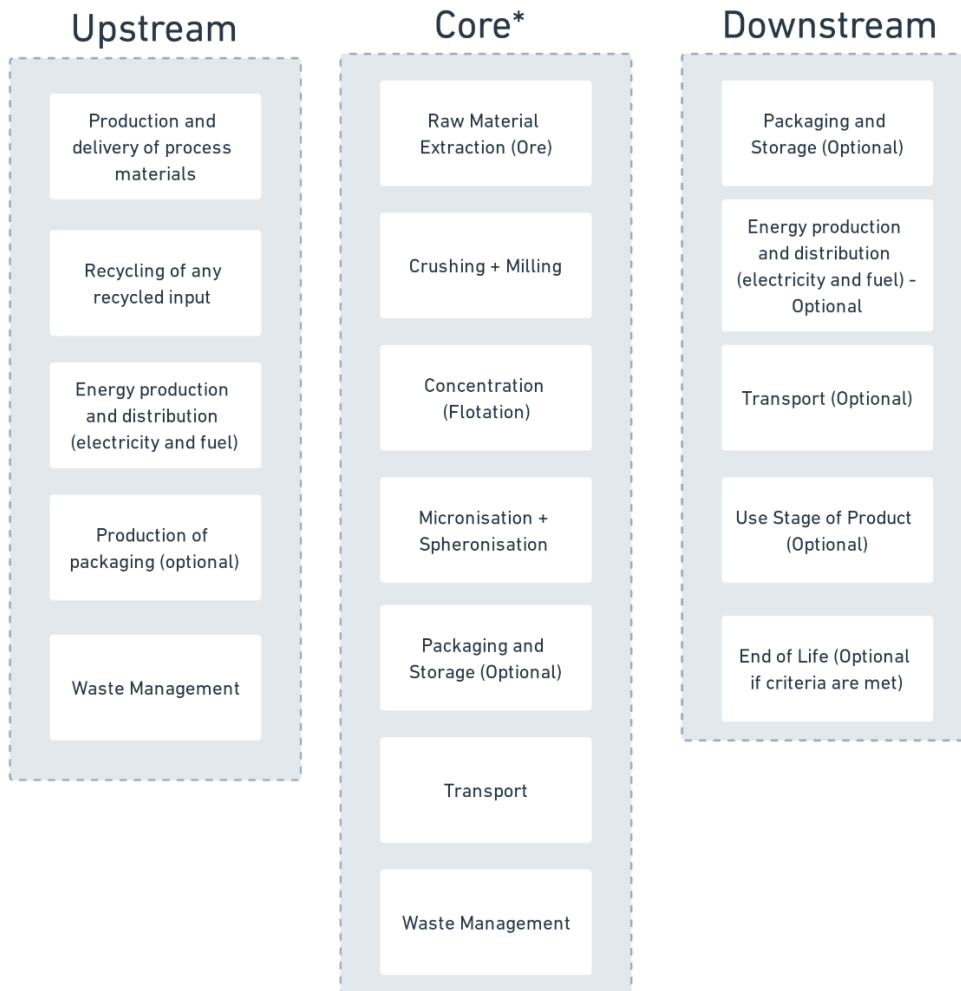 Upstream
Production and
delivery of process
materials
Recycling of any
recycled input
Energy production
and distribution
(electricity and fuel)
Production of
packaging (optional)
Waste Management
Core*
Raw Material
Extraction (Ore)
Crushing + Milling
Concentration
(Flotation)
Micronisation +
Spheronisation
Packaging and
Storage (Optional)
Transport
Waste Management
Downstream
Packaging and
Storage (Optional)
Energy production
and distribution
(electricity and fuel) -
Optional
Transport (Optional)
Use Stage of Product
(Optional)
End of Life (Optional
if criteria are met)